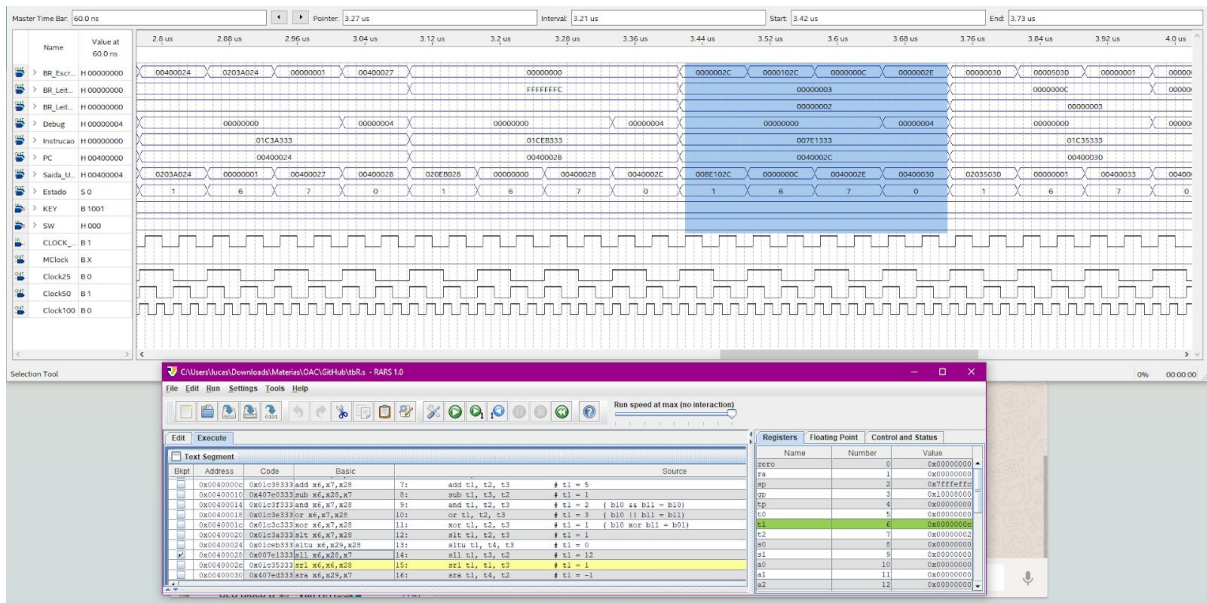 Master Time Bar: 60.0 ns Pointer: 3.27 us Interval: 3.21 us Start: 3.42 us End: 3.73 us
Name Value at 60.0 ns 2.8 us 2.88 us 2.96 us 3.04 us 3.12 us 3.2 us 3.28 us 3.36 us 3.44 us 3.52 us 3.6 us 3.68 us 3.76 us 3.84 us 3.92 us 4.0 us
BR_Escr... H 00000000 00400024 0203A024 00000001 00400027 00000000 0000002C 0000102C 0000000C 0000002E 00000030 00005030 00000001 00000
BR_Leit... H 00000000 FFFFFFFC 00000003 0000000C 00000
BR_Leit... H 00000000 00000002 00000003
Debug H 00000004 00000000 00000004 00000000 00000004 00000000 00000004 00000000 00000
Instrucao H 00000000 01C3A333 01CEB333 007E1333 01C35333
PC H 00400000 00400024 00400028 0040002C 00400030
Saida_U... H 00400004 0203A024 00000001 00400027 00400028 020EB028 00000000 0040002B 0040002C 008E102C 0000000C 0040002E 00400030 02035030 00000001 00400033 00400
Estado S 0 1 6 7 0 1 6 7 0 1 6 7 0 1 6 7 0
KEY B 1001
SW H 000
CLOCK_... B 1
MClock B X
Clock25 B 0
Clock50 B 1
Clock100 B 0
Selection Tool 0% 00:00:00
C:\Users\lucas\Downloads\Materias\OAC\GitHub\tbR.s - RARS 1.0
File Edit Run Settings Tools Help
Run speed at max (no interaction)
Edit Execute
Text Segment
Bkpt Address Code Basic Source
0x0040000c 0x01c38333 add x6,x7,x28 7: add t1, t2, t3 # t1 = 5
0x00400010 0x407e0333 sub x6,x28,x7 8: sub t1, t3, t2 # t1 = 1
0x00400014 0x01c3f333 and x6,x7,x28 9: and t1, t2, t3 # t1 = 2 ( b10 && b11 = b10)
0x00400018 0x01c3e333 or x6,x7,x28 10: or t1, t2, t3 # t1 = 3 ( b10 || b11 = b11)
0x0040001c 0x01c3c333 xor x6,x7,x28 11: xor t1, t2, t3 # t1 = 1 ( b10 xor b11 = b01)
0x00400020 0x01c3a333 slt x6,x7,x28 12: slt t1, t2, t3 # t1 = 1
0x00400024 0x01ceb333 sltu x6,x29,x28 13: sltu t1, t4, t3 # t1 = 0
0x00400028 0x007e1333 sll x6,x28,x7 14: sll t1, t3, t2 # t1 = 12
0x0040002c 0x01c35333 srl x6,x6,x28 15: srl t1, t1, t3 # t1 = 1
0x00400030 0x407ed333 sra x6,x29,x7 16: sra t1, t4, t2 # t1 = -1
Registers Floating Point Control and Status
Name Number Value
zero 0 0x00000000
ra 1 0x00000000
sp 2 0x7fffeffc
gp 3 0x10008000
tp 4 0x00000000
t0 5 0x00000000
t1 6 0x0000000c
t2 7 0x00000002
s0 8 0x00000000
s1 9 0x00000000
a0 10 0x00000000
a1 11 0x00000000
a2 12 0x00000000